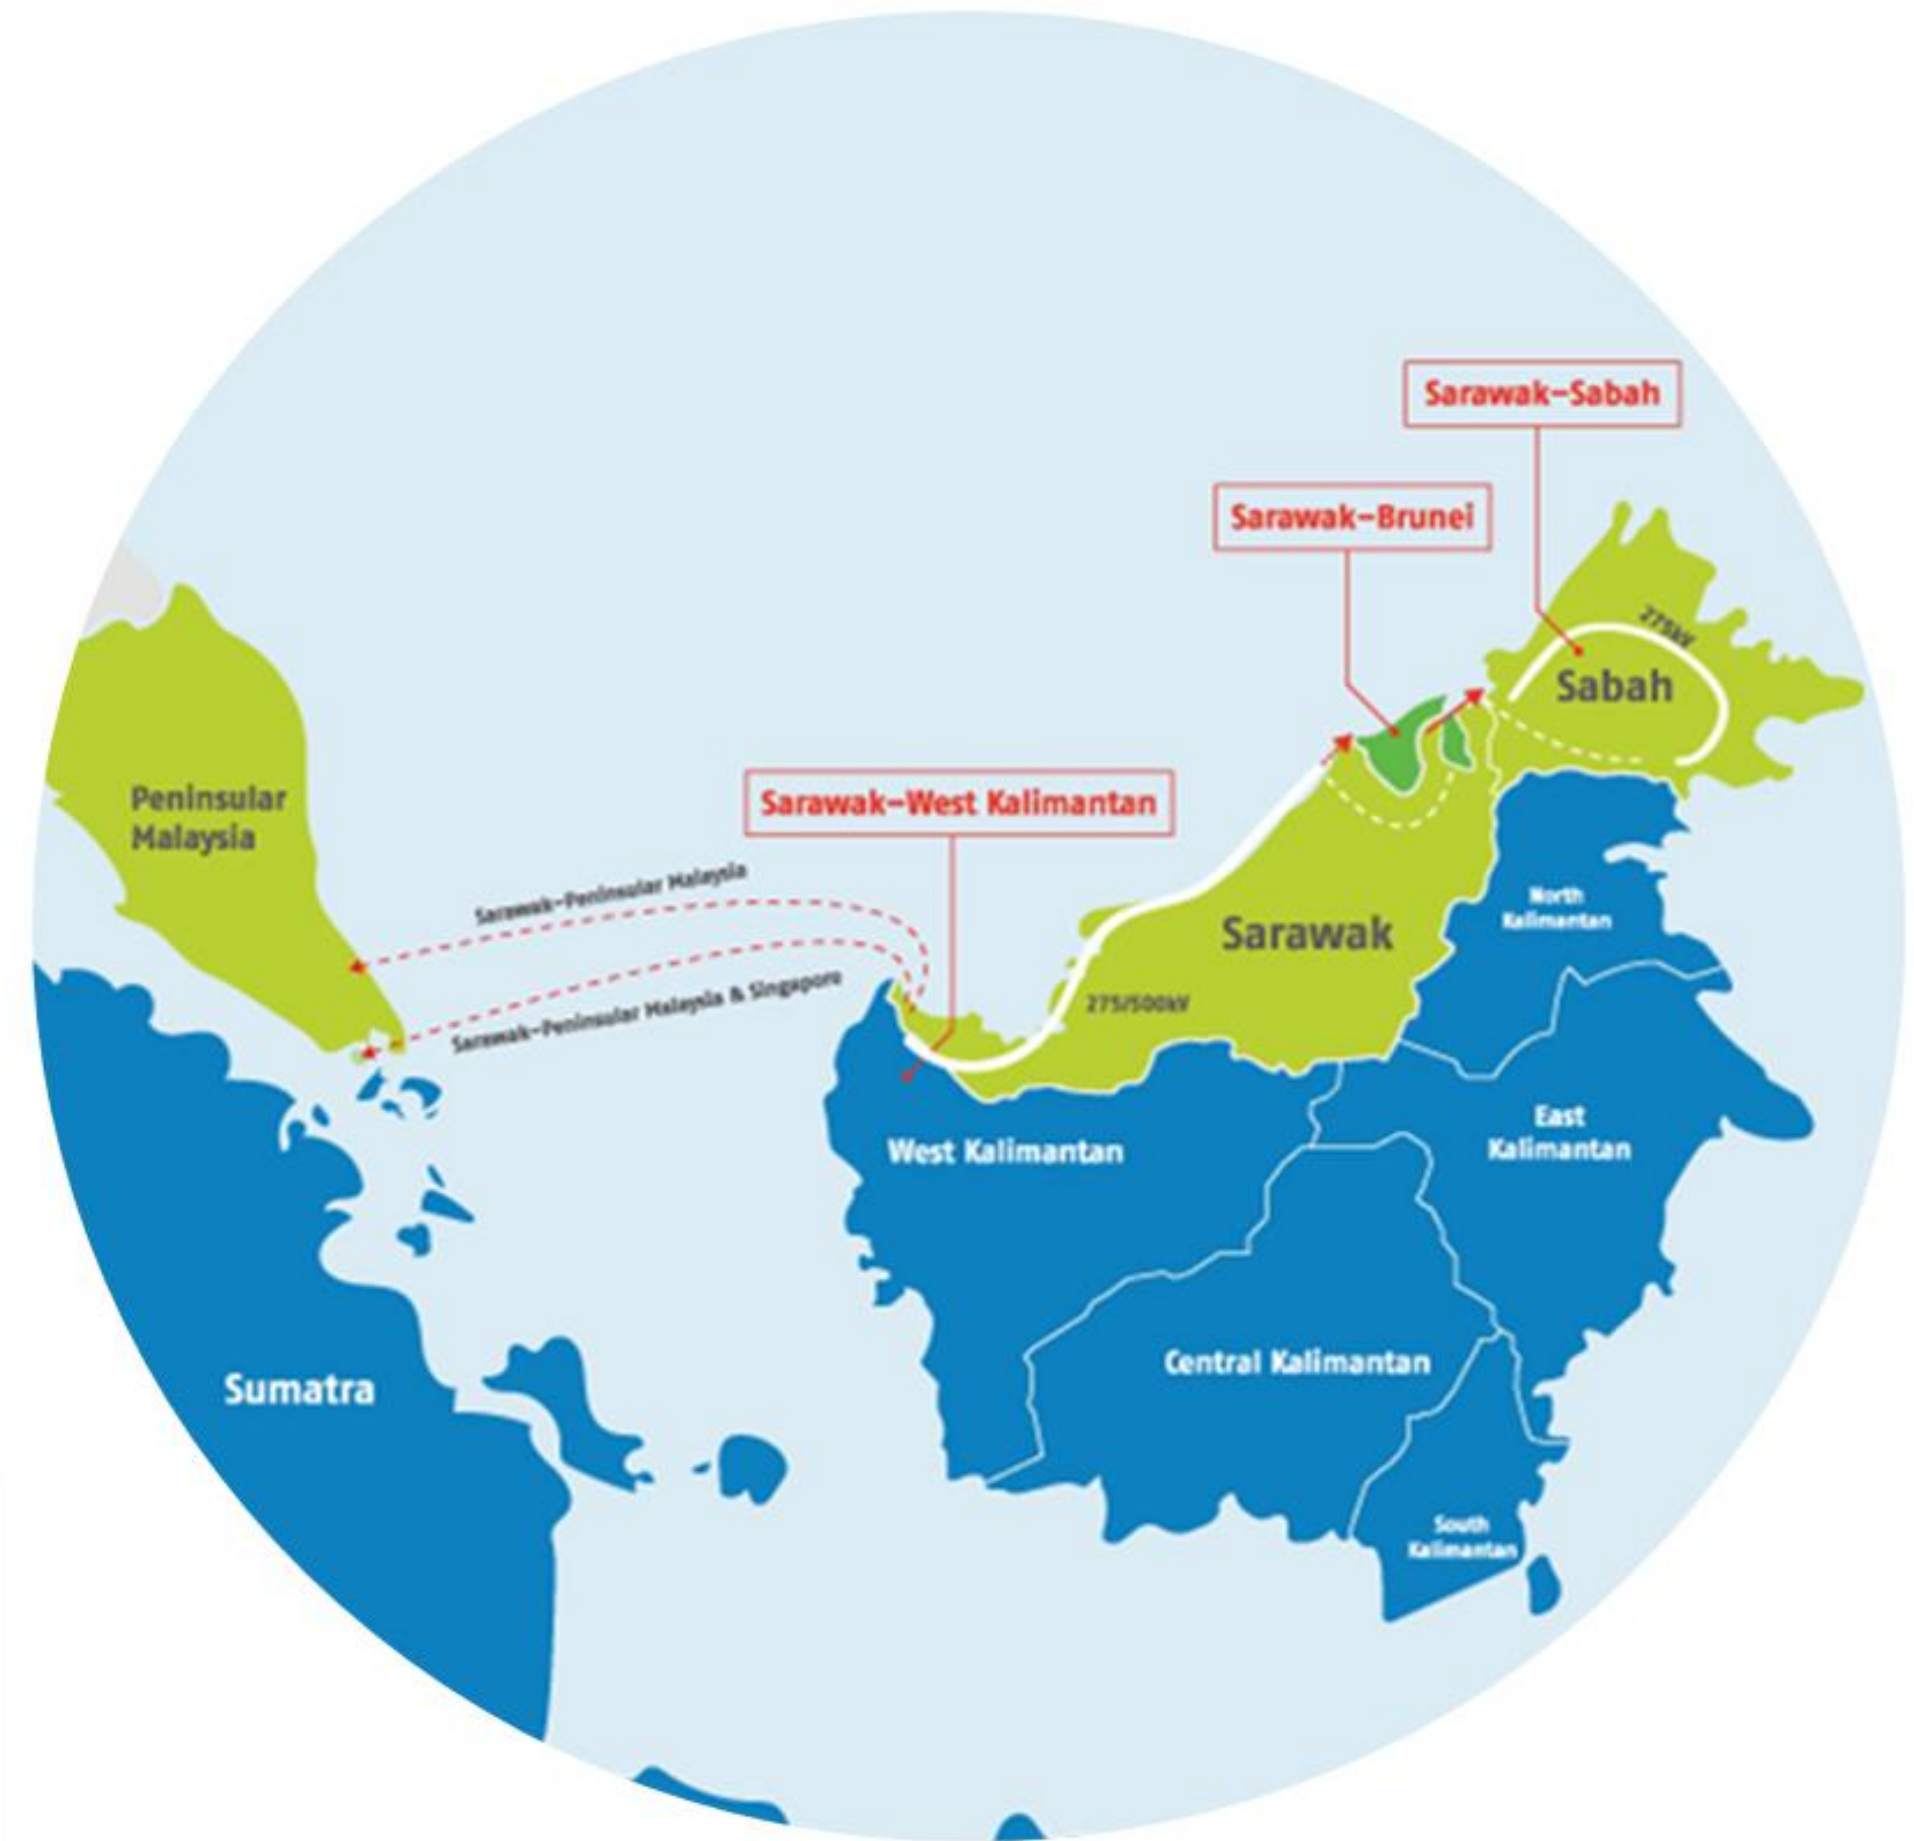 Sarawak–Sabah
Sarawak–Brunei
275kV
Sabah
Sarawak–West Kalimantan
Peninsular
Malaysia
Sarawak–Peninsular Malaysia
North
Kalimantan
Sarawak
Sarawak–Peninsular Malaysia & Singapore
275/500kV
East
Kalimantan
West Kalimantan
Central Kalimantan
Sumatra
South
Kalimantan